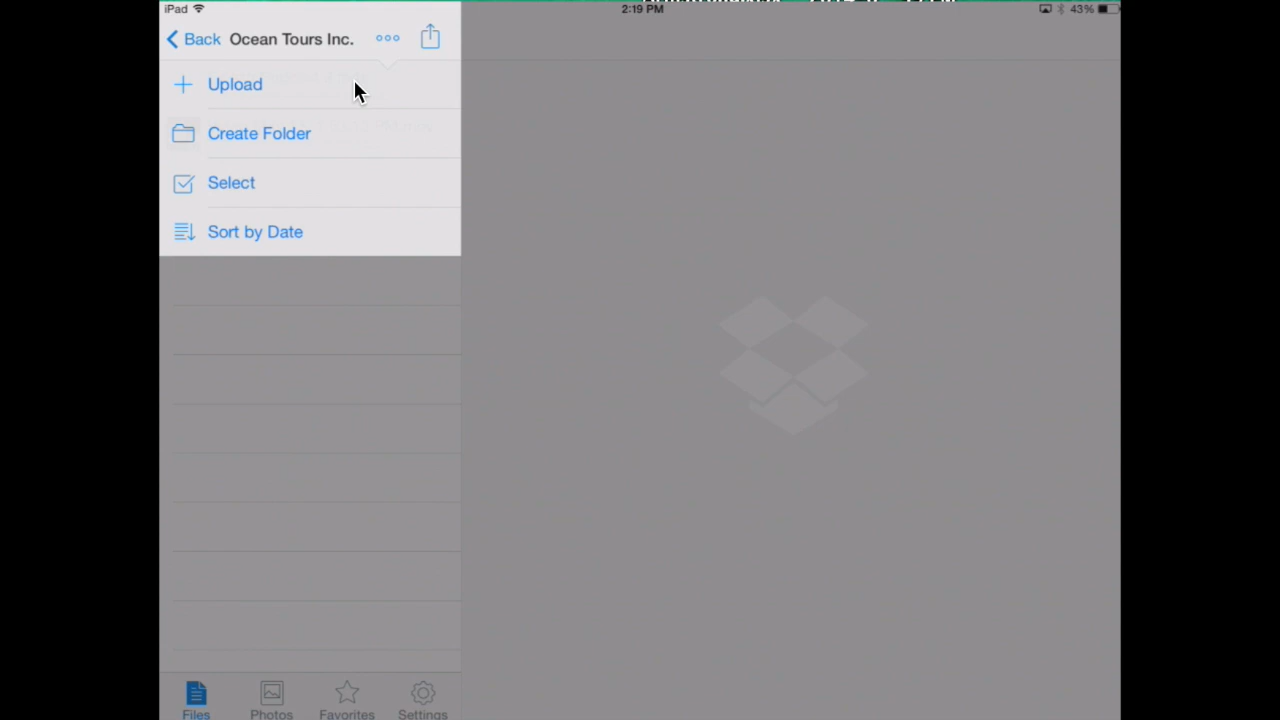 iPad 2:19 PM 43%
Back Ocean Tours Inc.
Upload
Create Folder
Select
Sort by Date
Files Photos Favorites Settings